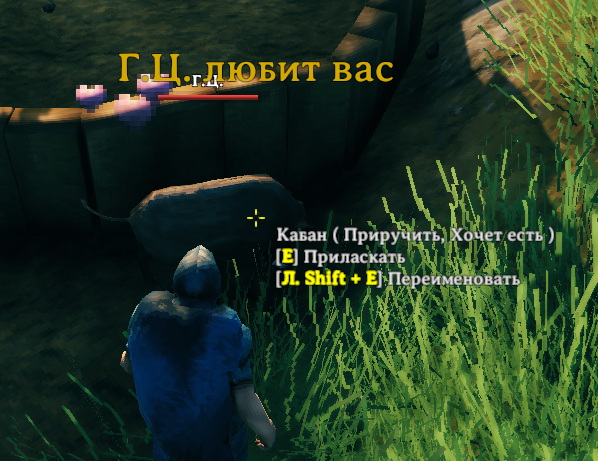 Г.Ц. любит вас
Г.Ц.
Кабан ( Приручить, Хочет есть )
[E] Приласкать
[Л. Shift + E] Переименовать